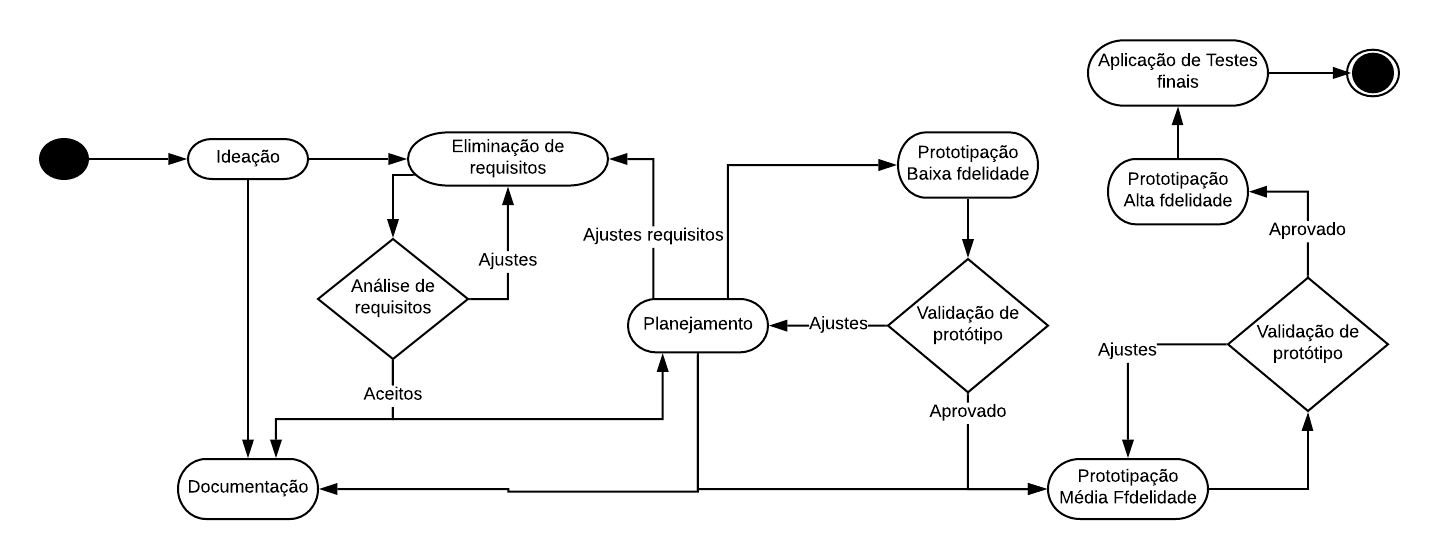 Aplicação de Testes
finais
Ideação
Eliminação de
requisitos
Prototipação
Baixa fdelidade
Prototipação
Alta fdelidade
Ajustes requisitos
Aprovado
Ajustes
Análise de
requisitos
Planejamento
Ajustes
Validação de
protótipo
Validação de
protótipo
Ajustes
Aceitos
Aprovado
Documentação
Prototipação
Média Ffdelidade